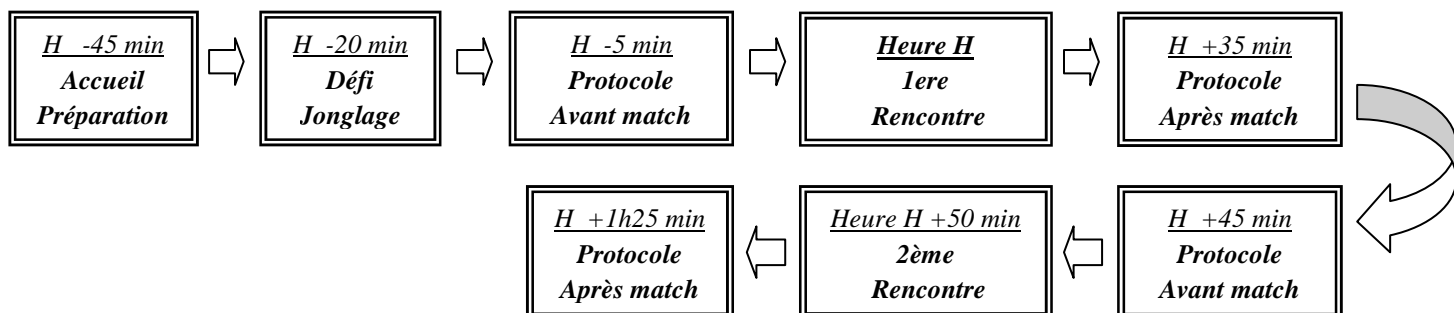 H -45 min
Accueil
Préparation
H -20 min
Défi
Jonglage
H -5 min
Protocole
Avant match
Heure H
1ere
Rencontre
H +35 min
Protocole
Après match
H +45 min
Protocole
Avant match
Heure H +50 min
2ème
Rencontre
H +1h25 min
Protocole
Après match